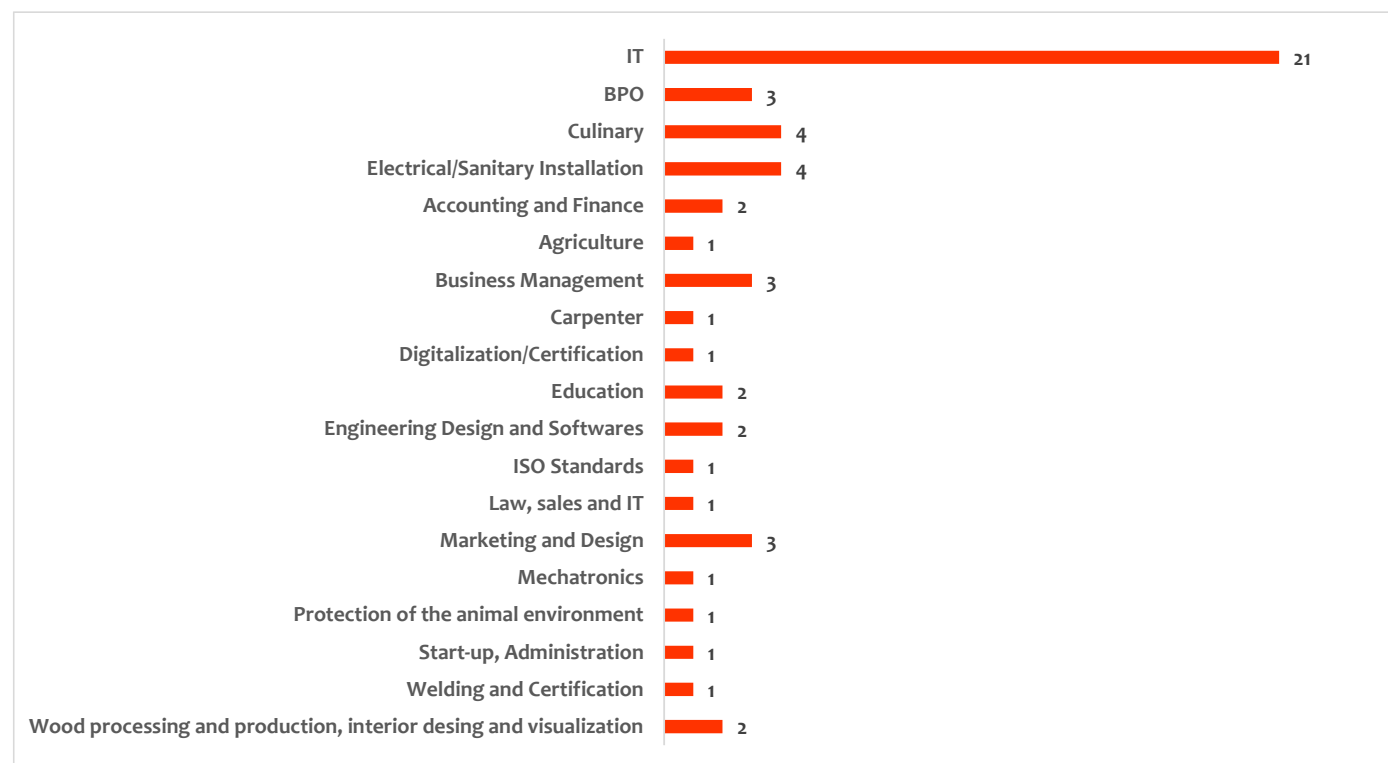 IT 21
BPO 3
Culinary 4
Electrical/Sanitary Installation 4
Accounting and Finance 2
Agriculture 1
Business Management 3
Carpenter 1
Digitalization/Certification 1
Education 2
Engineering Design and Softwares 2
ISO Standards 1
Law, sales and IT 1
Marketing and Design 3
Mechatronics 1
Protection of the animal environment 1
Start-up, Administration 1
Welding and Certification 1
Wood processing and production, interior desing and visualization 2